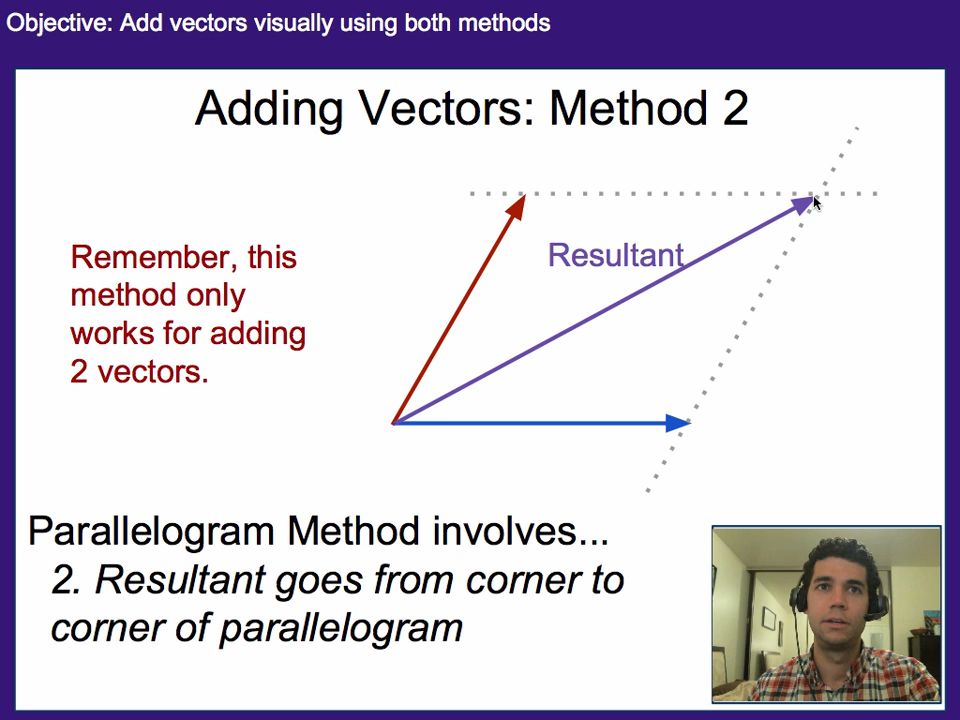 Objective: Add vectors visually using both methods
Adding Vectors: Method 2
Resultant
Remember, this
method only
works for adding
2 vectors.
Parallelogram Method involves...
2. Resultant goes from corner to
corner of parallelogram